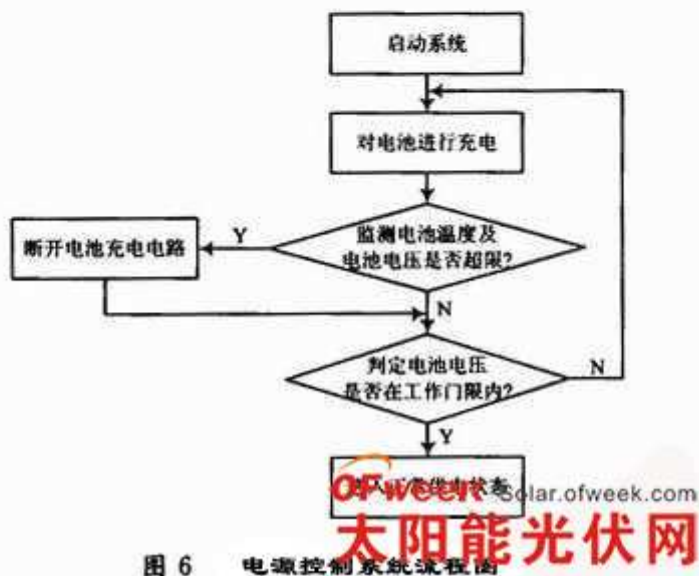 启动系统
对电池进行充电
监测电池温度及
电池电压是否超限?
Y
断开电池充电电路
N
判定电池电压
是否在工作门限内?
N
Y
OFweek Solar.ofweek.com
状态
太阳能光伏网
图 6 电源控制系统流程图